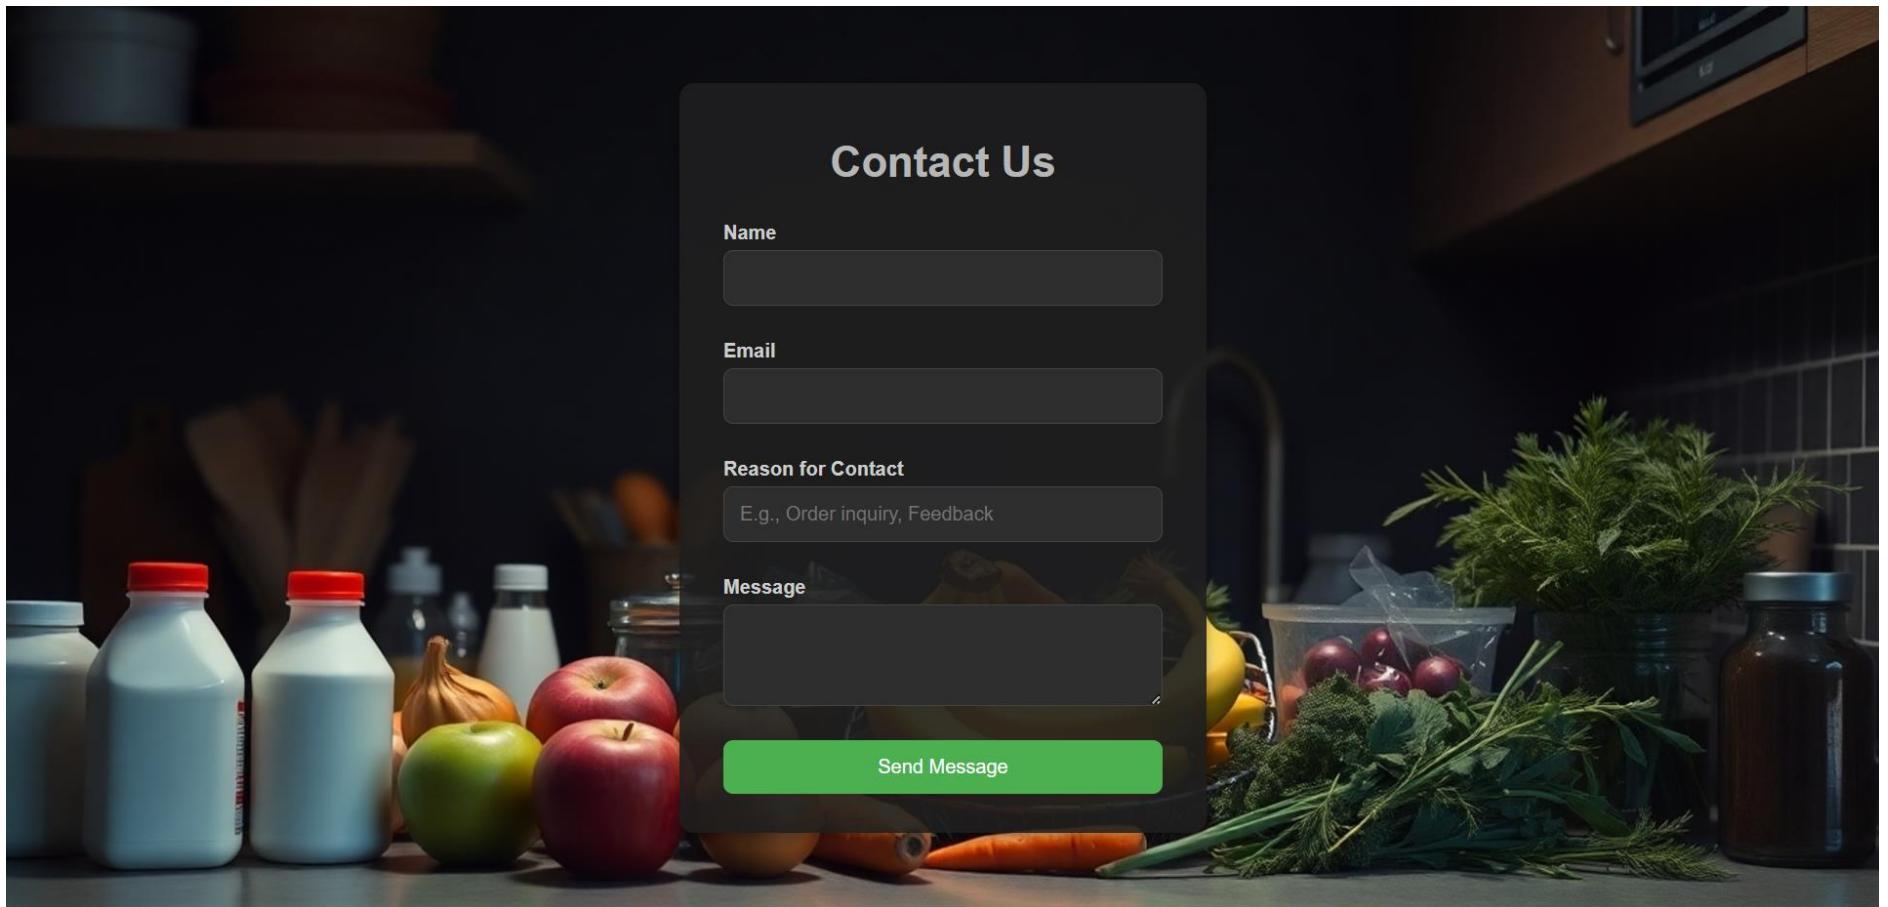 Contact Us
Name
Email
Reason for Contact
E.g., Order inquiry, Feedback
Message
Send Message